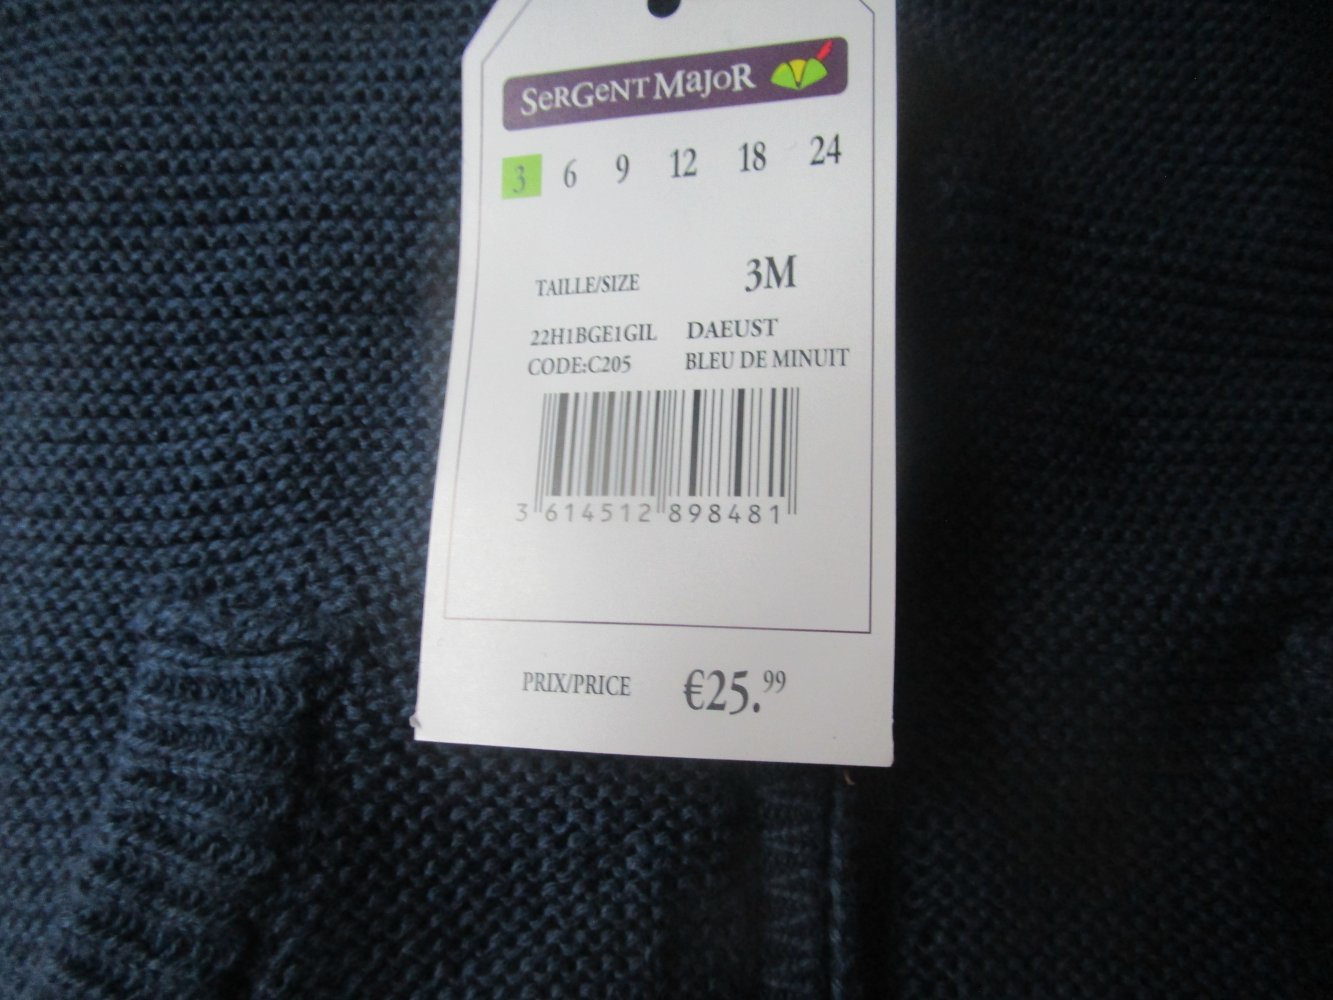 SERGENT MAJOR
3 6 9 12 18 24
TAILLE/SIZE 3M
22H1BGE1GIL DAEUST
CODE:C205 BLEU DE MINUIT
3 614512 898481
PRIX/PRICE €25.99